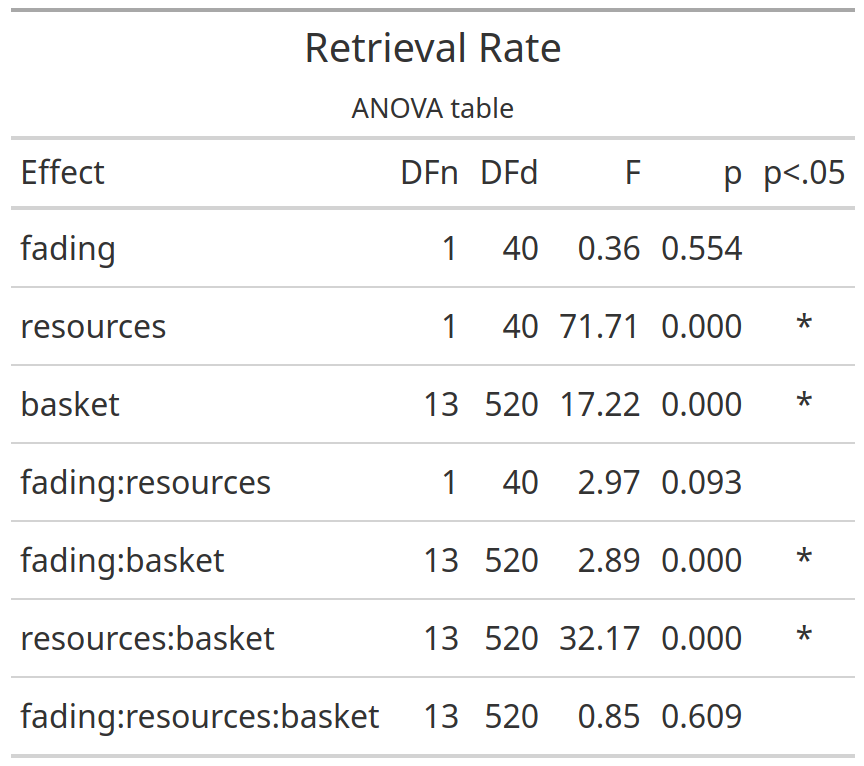 Retrieval Rate
ANOVA table
Effect DFn DFd F p p<.05
fading 1 40 0.36 0.554
resources 1 40 71.71 0.000 *
basket 13 520 17.22 0.000 *
fading:resources 1 40 2.97 0.093
fading:basket 13 520 2.89 0.000 *
resources:basket 13 520 32.17 0.000 *
fading:resources:basket 13 520 0.85 0.609